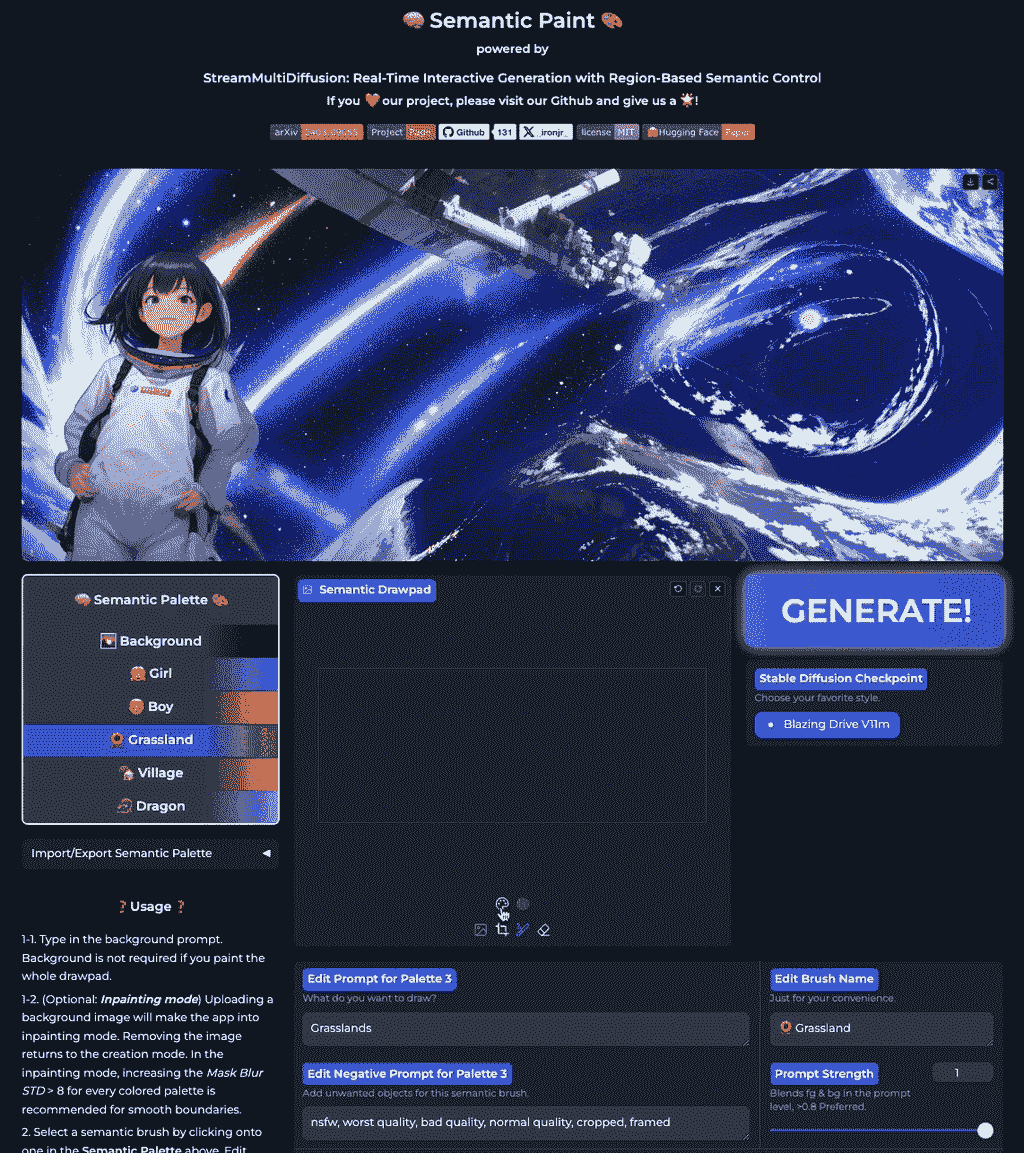 Semantic Paint
powered by
StreamMultiDiffusion: Real-Time Interactive Generation with Region-Based Semantic Control
If you our project, please visit our Github and give us a !
arXiv Project Page Github 131 _ironjr_ license MIT Hugging Face Paper
Semantic Palette
Background
Girl
Boy
Grassland
Village
Dragon
Import/Export Semantic Palette
Semantic Drawpad
GENERATE!
Stable Diffusion Checkpoint
Choose your favorite style.
Blazing Drive V11m
Usage
1-1. Type in the background prompt.
Background is not required if you paint the
whole drawpad.
1-2. (Optional: Inpainting mode) Uploading a
background image will make the app into
inpainting mode. Removing the image
returns to the creation mode. In the
inpainting mode, increasing the Mask Blur
STD > 8 for every colored palette is
recommended for smooth boundaries.
2. Select a semantic brush by clicking onto
one in the Semantic Palette above. Edit
Edit Prompt for Palette 3
What do you want to draw?
Grasslands
Edit Negative Prompt for Palette 3
Add unwanted objects for this semantic brush.
nsfw, worst quality, bad quality, normal quality, cropped, framed
Edit Brush Name
Just for your convenience.
Grassland
Prompt Strength 1
Blends fg & bg in the prompt
level, >0.8 Preferred.